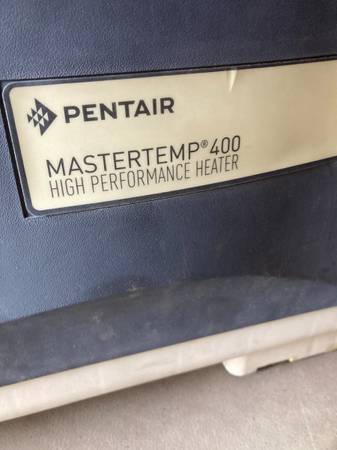 PENTAIR
MASTERTEMP® 400
HIGH PERFORMANCE HEATER